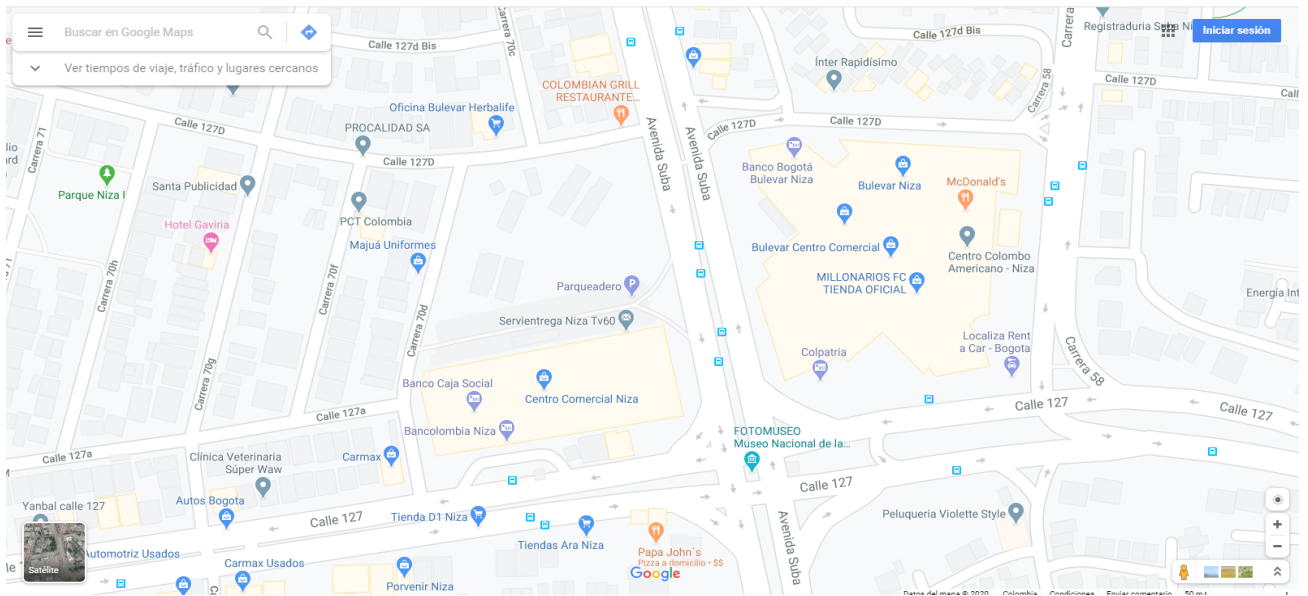 Buscar en Google Maps
Ver tiempos de viaje, tráfico y lugares cercanos
Calle 127d Bis
Carrera 70c
Calle 127d Bis
Carrera
Registraduria
Iniciar sesión
Inter Rapidísimo
Carrera 58
Calle 127D
COLOMBIAN GRILL
RESTAURANTE...
Oficina Bulevar Herbalife
Calle 127D
PROCALIDAD SA
Calle 127D
Avenida Suba
Avenida Suba
Calle 127D
Calle 127D
Carrera 71
Parque Niza I
Santa Publicidad
Banco Bogotá
Bulevar Niza
Bulevar Niza
McDonald's
PCT Colombia
Hotel Gaviria
Majuá Uniformes
Bulevar Centro Comercial
Centro Colombo
Americano - Niza
Carrera 70h
Carrera 70f
Parqueadero
MILLONARIOS FC
TIENDA OFICIAL
Energía
Servientrega Niza Tv60
Carrera 70d
Localiza Rent
a Car - Bogota
Colpatria
Carrera 58
Carrera 70g
Banco Caja Social
Centro Comercial Niza
Calle 127
Calle 127
Calle 127a
Bancolombia Niza
FOTOMUSEO
Museo Nacional de la...
Calle 127a
Clínica Veterinaria
Súper Waw
Carmax
Calle 127
Yanbal calle 127
Autos Bogota
Calle 127
Tienda D1 Niza
Tiendas Ara Niza
Avenida Suba
Peluqueria Violette Style
Automotriz Usados
Satélite
Carmax Usados
Porvenir Niza
Papa John's
Pizza a domicilio • $$
Google
Datos del mapa © 2020
Colombia
Condiciones
Enviar comentario
50 m